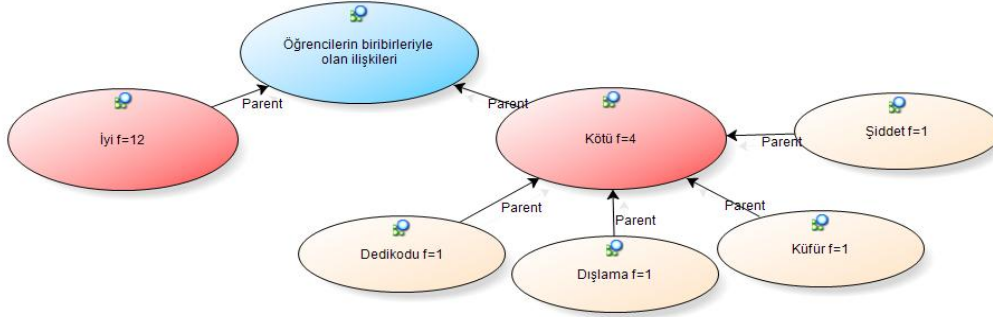 Öğrencilerin biribirleriyle
olan ilişkileri
Parent
Parent
İyi f=12
Kötü f=4
Şiddet f=1
Parent
Parent
Parent
Parent
Dedikodu f=1
Dışlama f=1
Küfür f=1